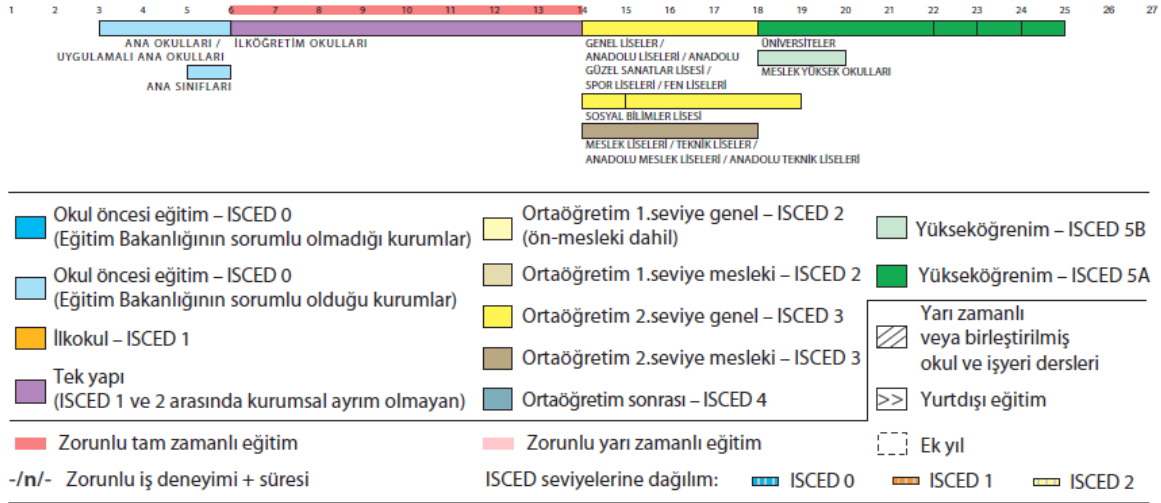 1 2 3 4 5 6 7 8 9 10 11 12 13 14 15 16 17 18 19 20 21 22 23 24 25 26 27
ANA OKULLARI /
UYGULAMALI ANA OKULLARI
ANA SINIFLARI
İLKÖĞRETİM OKULLARI
GENEL LİSELER /
ANADOLU LİSELERİ / ANADOLU
GÜZEL SANATLAR LİSESİ /
SPOR LİSELERİ / FEN LİSELERİ
SOSYAL BİLİMLER LİSESİ
MESLEK LİSELERİ / TEKNİK LİSELER /
ANADOLU MESLEK LİSELERİ / ANADOLU TEKNİK LİSELERİ
ÜNİVERSİTELER
MESLEK YÜKSEK OKULLARI
Okul öncesi eğitim – ISCED 0
(Eğitim Bakanlığının sorumlu olmadığı kurumlar)
Okul öncesi eğitim – ISCED 0
(Eğitim Bakanlığının sorumlu olduğu kurumlar)
İlkokul – ISCED 1
Tek yapı
(ISCED 1 ve 2 arasında kurumsal ayrım olmayan)
Ortaöğretim 1.seviye genel – ISCED 2
(ön-mesleki dahil)
Ortaöğretim 1.seviye mesleki – ISCED 2
Ortaöğretim 2.seviye genel – ISCED 3
Ortaöğretim 2.seviye mesleki – ISCED 3
Ortaöğretim sonrası – ISCED 4
Yükseköğrenim – ISCED 5B
Yükseköğrenim – ISCED 5A
Yarı zamanlı
veya birleştirilmiş
okul ve işyeri dersleri
>> Yurtdışı eğitim
Zorunlu tam zamanlı eğitim
Zorunlu yarı zamanlı eğitim
Ek yıl
-/n/- Zorunlu iş deneyimi + süresi
ISCED seviyelerine dağılım: ISCED 0 ISCED 1 ISCED 2